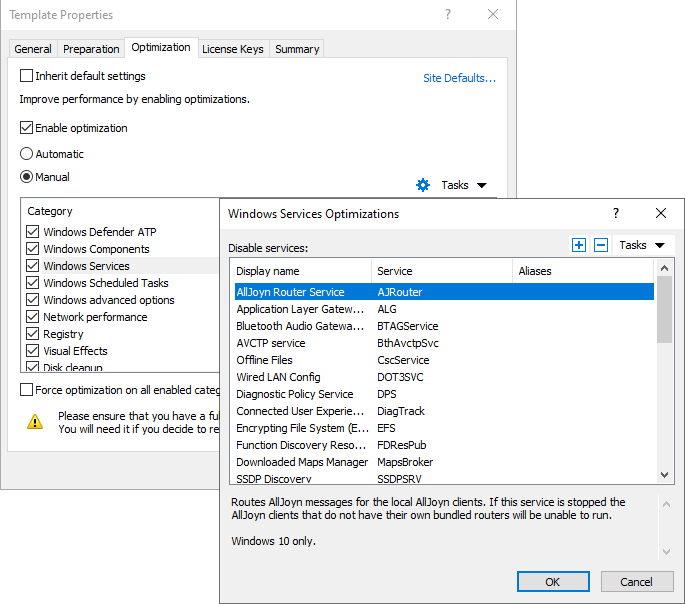 Template Properties
?
General Preparation Optimization License Keys Summary
Inherit default settings
Site Defaults...
Improve performance by enabling optimizations.
Enable optimization
Automatic
Manual
Tasks
Category
Windows Defender ATP
Windows Components
Windows Services
Windows Scheduled Tasks
Windows advanced options
Network performance
Registry
Visual Effects
Disk cleanup
Force optimization on all enabled categ
Please ensure that you have a ful
You will need it if you decide to re
Windows Services Optimizations
?
Disable services:
Tasks
Display name Service Aliases
AllJoyn Router Service AJRouter
Application Layer Gatew... ALG
Bluetooth Audio Gatewa... BTAGService
AVCTP service BthAvctpSvc
Offline Files CscService
Wired LAN Config DOT3SVC
Diagnostic Policy Service DPS
Connected User Experie... DiagTrack
Encrypting File System (E... EFS
Function Discovery Reso... FDResPub
Downloaded Maps Manager MapsBroker
SSDP Discovery SSDPSRV
Routes AllJoyn messages for the local AllJoyn clients. If this service is stopped the
AllJoyn clients that do not have their own bundled routers will be unable to run.
Windows 10 only.
OK Cancel